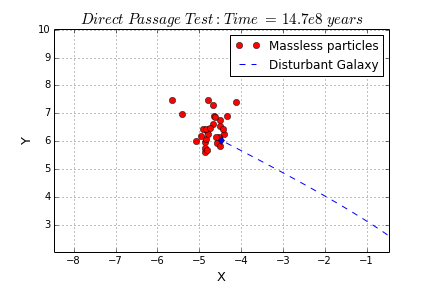 Direct Passage Test : Time = 14.7e8 years
Massless particles
Disturbant Galaxy
10
9
8
7
6
5
4
3
Y
−8 −7 −6 −5 −4 −3 −2 −1
X